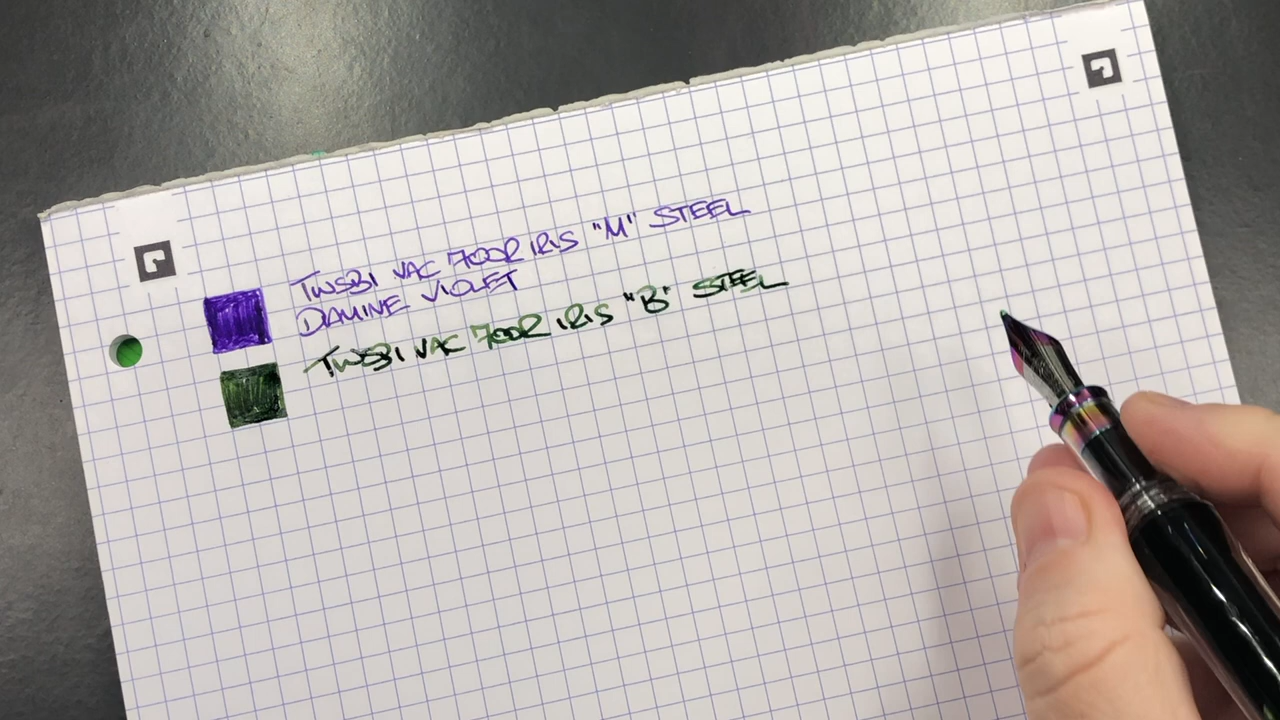 TWSBI VAC 700R IRIS "M" STEEL
DIAMINE VIOLET
TWSBI VAC 700R IRIS "B" STEEL